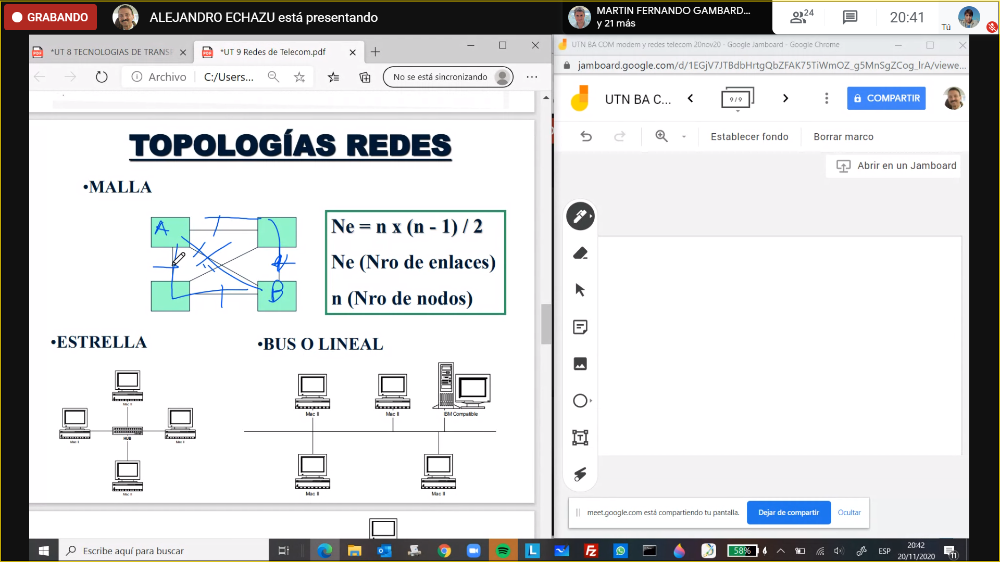 GRABANDO
ALEJANDRO ECHAZU está presentando
MARTIN FERNANDO GAMBARD...
y 21 más
24
20:41
Tú
*UT 8 TECNOLOGIAS DE TRANSF
*UT 9 Redes de Telecom.pdf
Archivo
C:/Users...
No se está sincronizando
TOPOLOGÍAS REDES
•MALLA
A
B
Ne = n x (n - 1) / 2
Ne (Nro de enlaces)
n (Nro de nodos)
•ESTRELLA
•BUS O LINEAL
Mac II
Mac II
HUB
Mac II
Mac II
Mac II
Mac II
IBM Compatible
Mac II
Mac II
UTN BA COM modem y redes telecom 20nov20 - Google Jamboard - Google Chrome
jamboard.google.com/d/1EGjV7JTBdbHrtgQbZFAK75TiWmOZ_g5MnSgZCog_lrA/viewe...
UTN BA C...
9 / 9
COMPARTIR
Establecer fondo
Borrar marco
Abrir en un Jamboard
meet.google.com está compartiendo tu pantalla.
Dejar de compartir
Ocultar
Escribe aquí para buscar
58%
ESP
20:42
20/11/2020
11